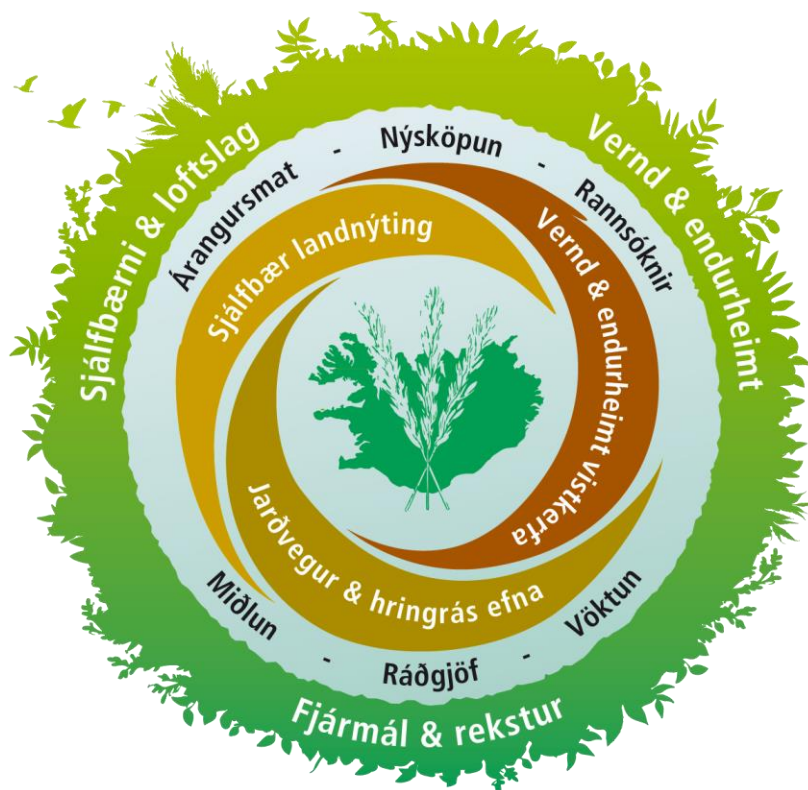 Sjálfbærni & loftslag
Vernd & endurheimt
Fjármál & rekstur
Árangursmat - Nýsköpun - Rannsóknir
Miðlun - Ráðgjöf - Vöktun
Sjálfbær landnýting
Vernd & endurheimt vistkerfa
Jarðvegur & hringrás efna